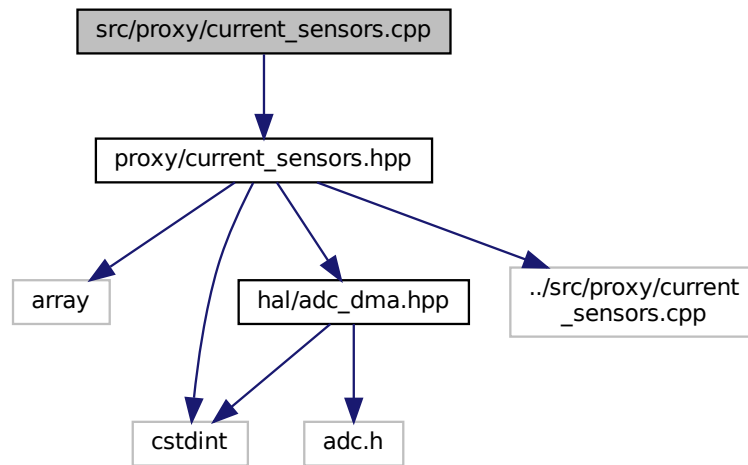 src/proxy/current_sensors.cpp
proxy/current_sensors.hpp
array
hal/adc_dma.hpp
../src/proxy/current
_sensors.cpp
cstdint
adc.h